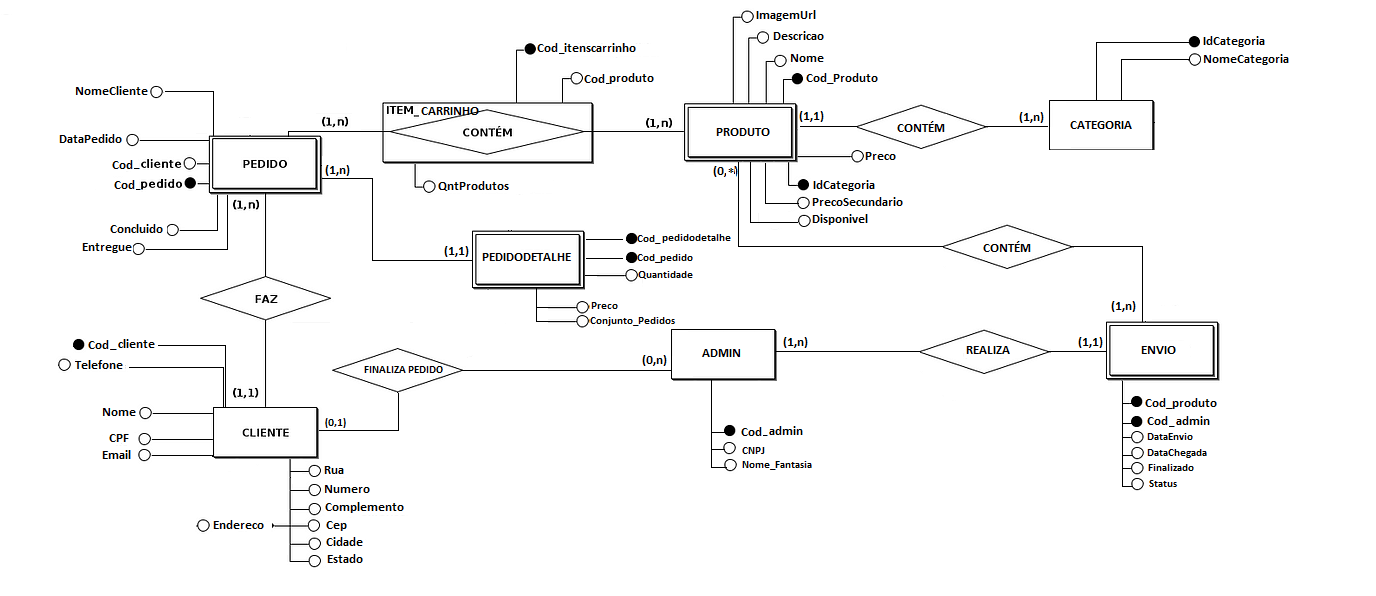 ImagemUrl
Descricao
Nome
Cod_Produto
Cod_itenscarrinho
Cod_produto
IdCategoria
NomeCategoria
NomeCliente
DataPedido
Cod_cliente
Cod_pedido
Concluido
Entregue
PEDIDO
(1,n)
(1,n)
(1,n)
ITEM_CARRINHO
CONTÉM
QntProdutos
(1,n)
PRODUTO
(1,1)
CONTÉM
(1,n)
CATEGORIA
Preco
(0,*)
IdCategoria
PrecoSecundario
Disponivel
CONTÉM
(1,1)
PEDIDODETALHE
Cod_pedidodetalhe
Cod_pedido
Quantidade
Preco
Conjunto_Pedidos
FAZ
(1,1)
Cod_cliente
Telefone
Nome
CPF
Email
CLIENTE
(0,1)
FINALIZA PEDIDO
(0,n)
ADMIN
(1,n)
REALIZA
(1,1)
(1,n)
ENVIO
Cod_admin
CNPJ
Nome_Fantasia
Cod_produto
Cod_admin
DataEnvio
DataChegada
Finalizado
Status
Endereco
Rua
Numero
Complemento
Cep
Cidade
Estado